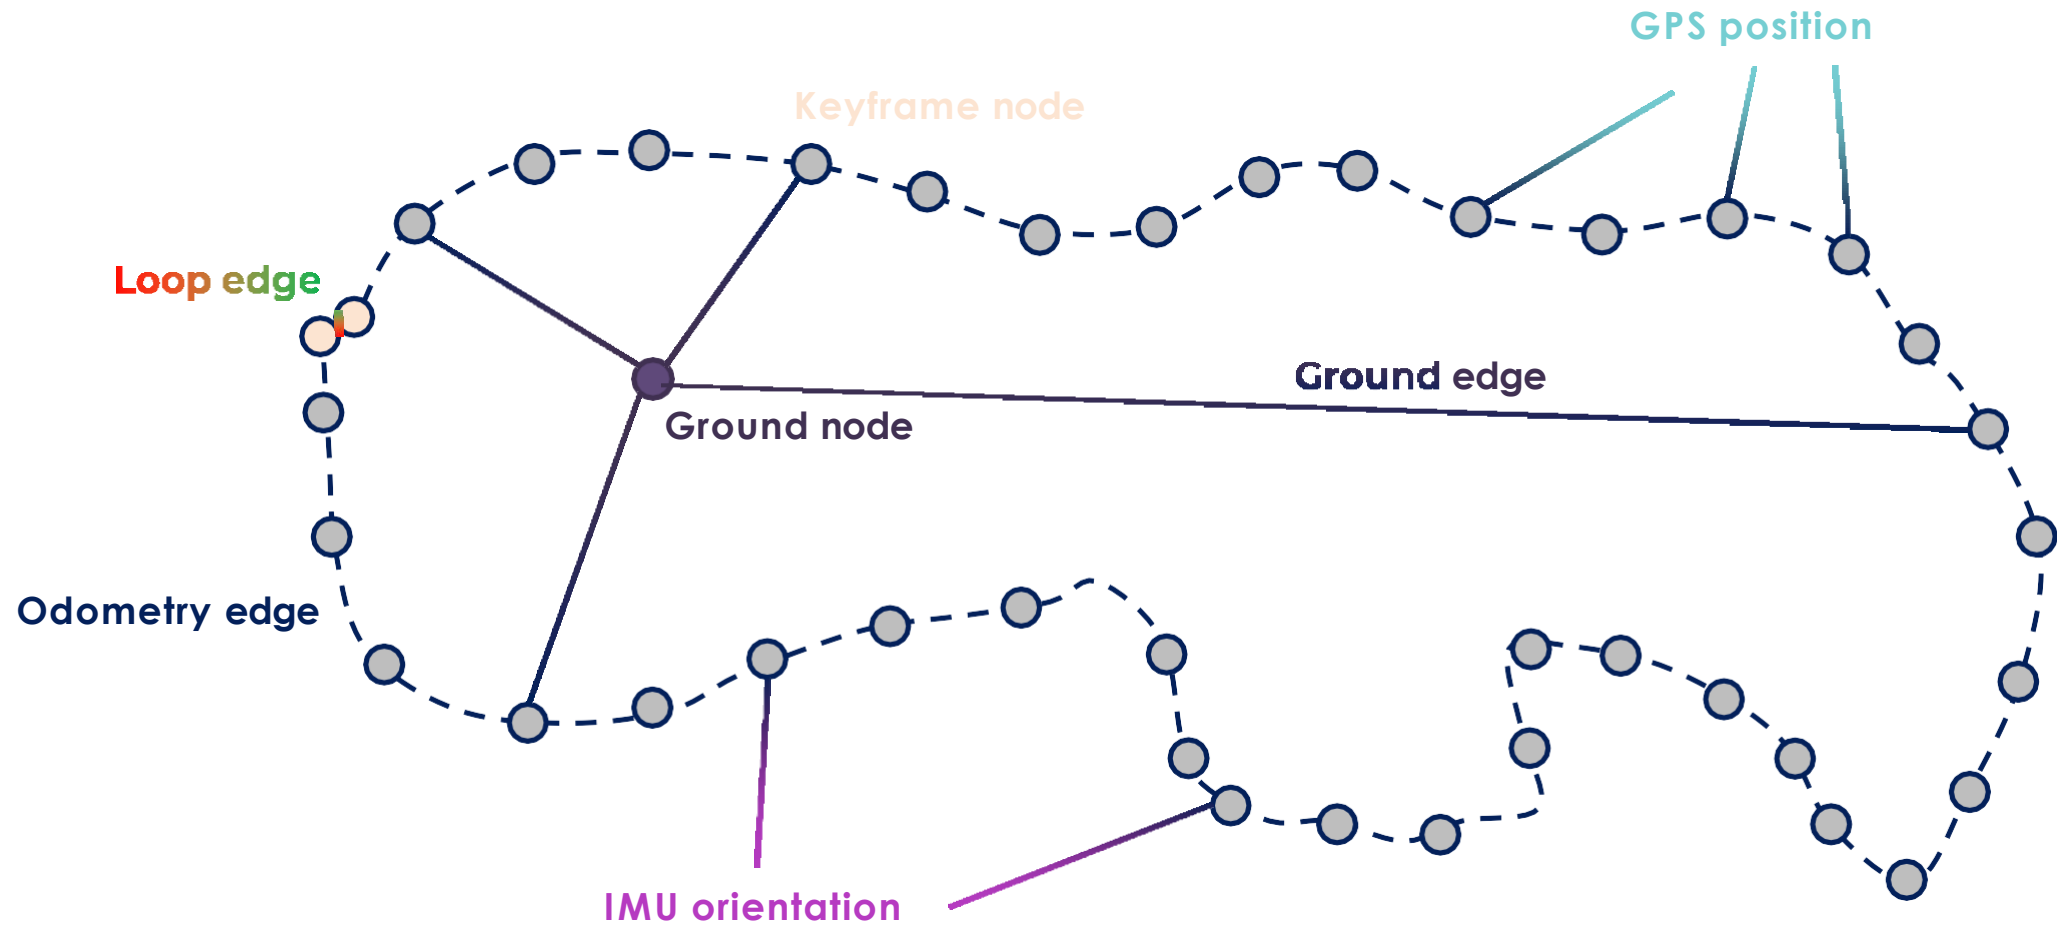 GPS position
Keyframe node
Loop edge
Ground edge
Ground node
Odometry edge
IMU orientation